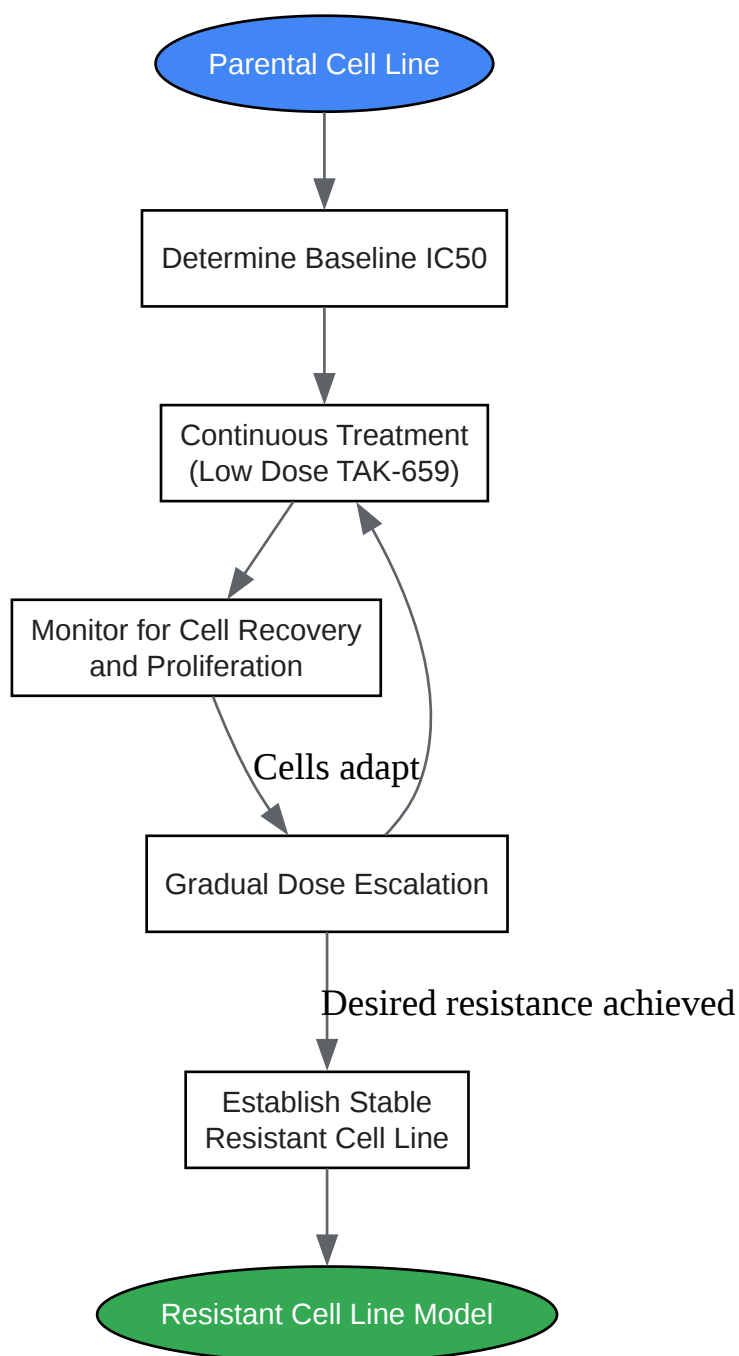 Parental Cell Line
Determine Baseline IC50
Continuous Treatment
(Low Dose TAK-659)
Monitor for Cell Recovery
and Proliferation
Cells adapt
Gradual Dose Escalation
Desired resistance achieved
Establish Stable
Resistant Cell Line
Resistant Cell Line Model